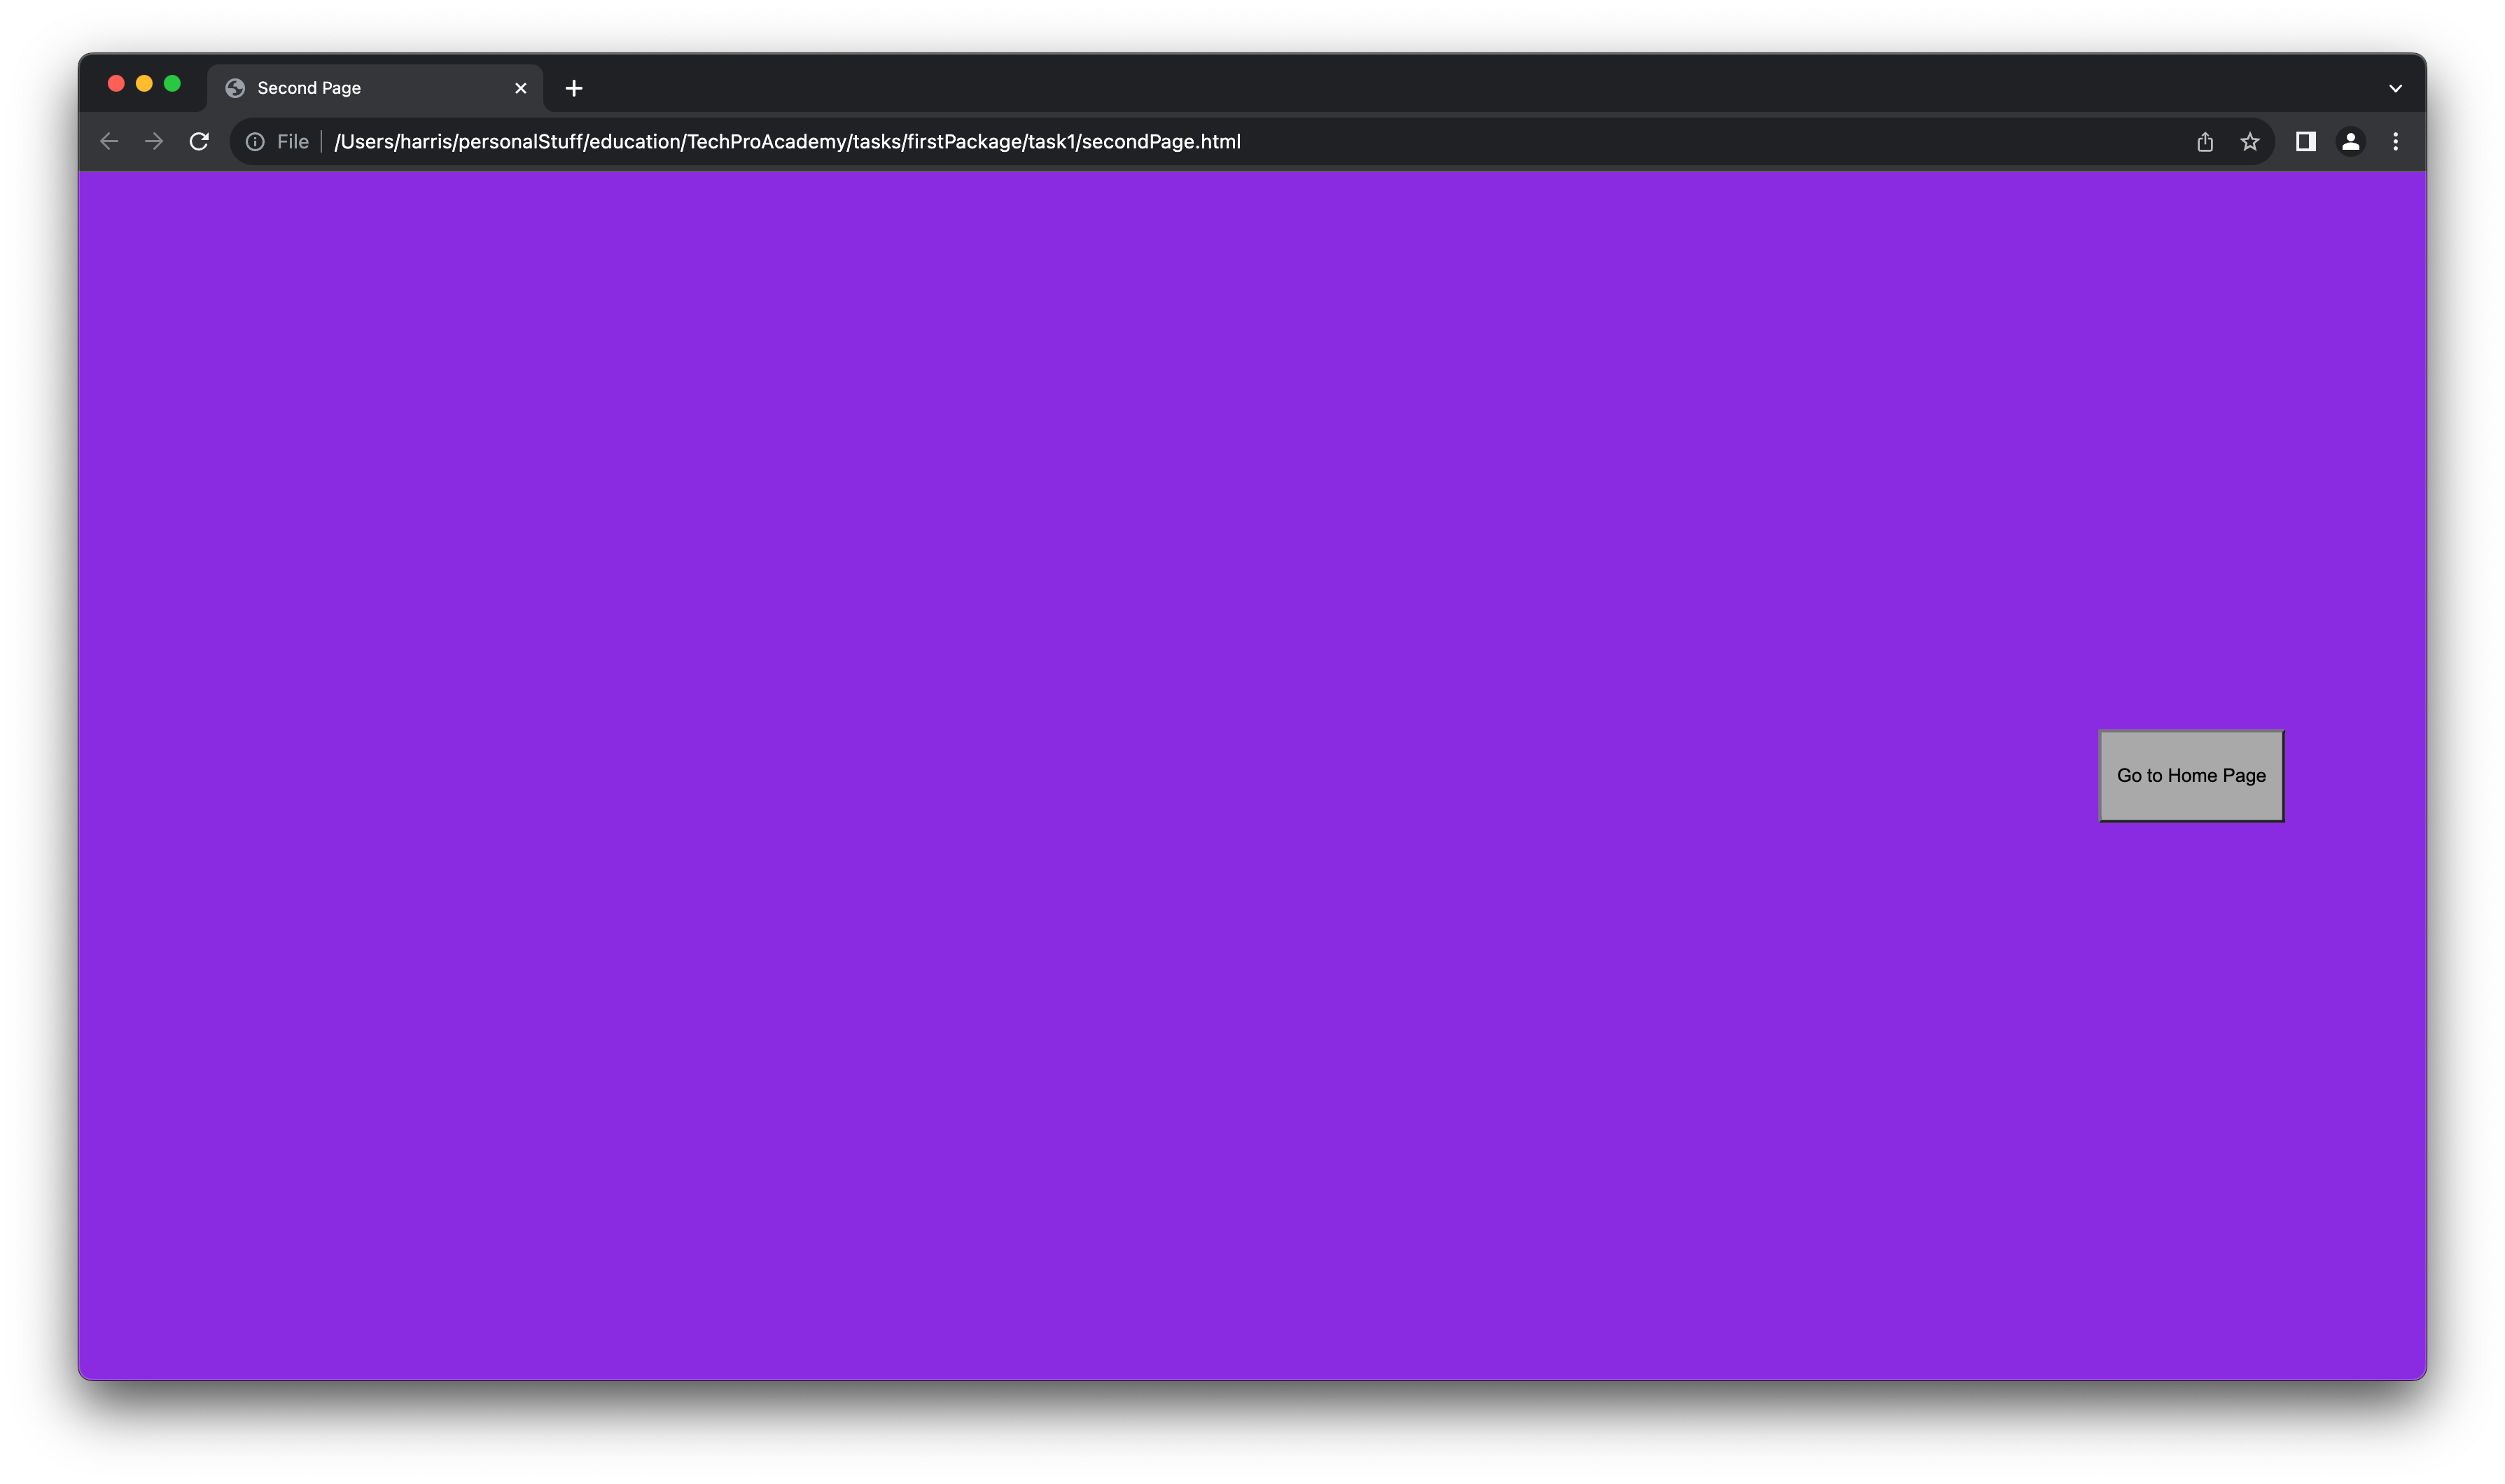 Second Page
File /Users/harris/personalStuff/education/TechProAcademy/tasks/firstPackage/task1/secondPage.html
Go to Home Page